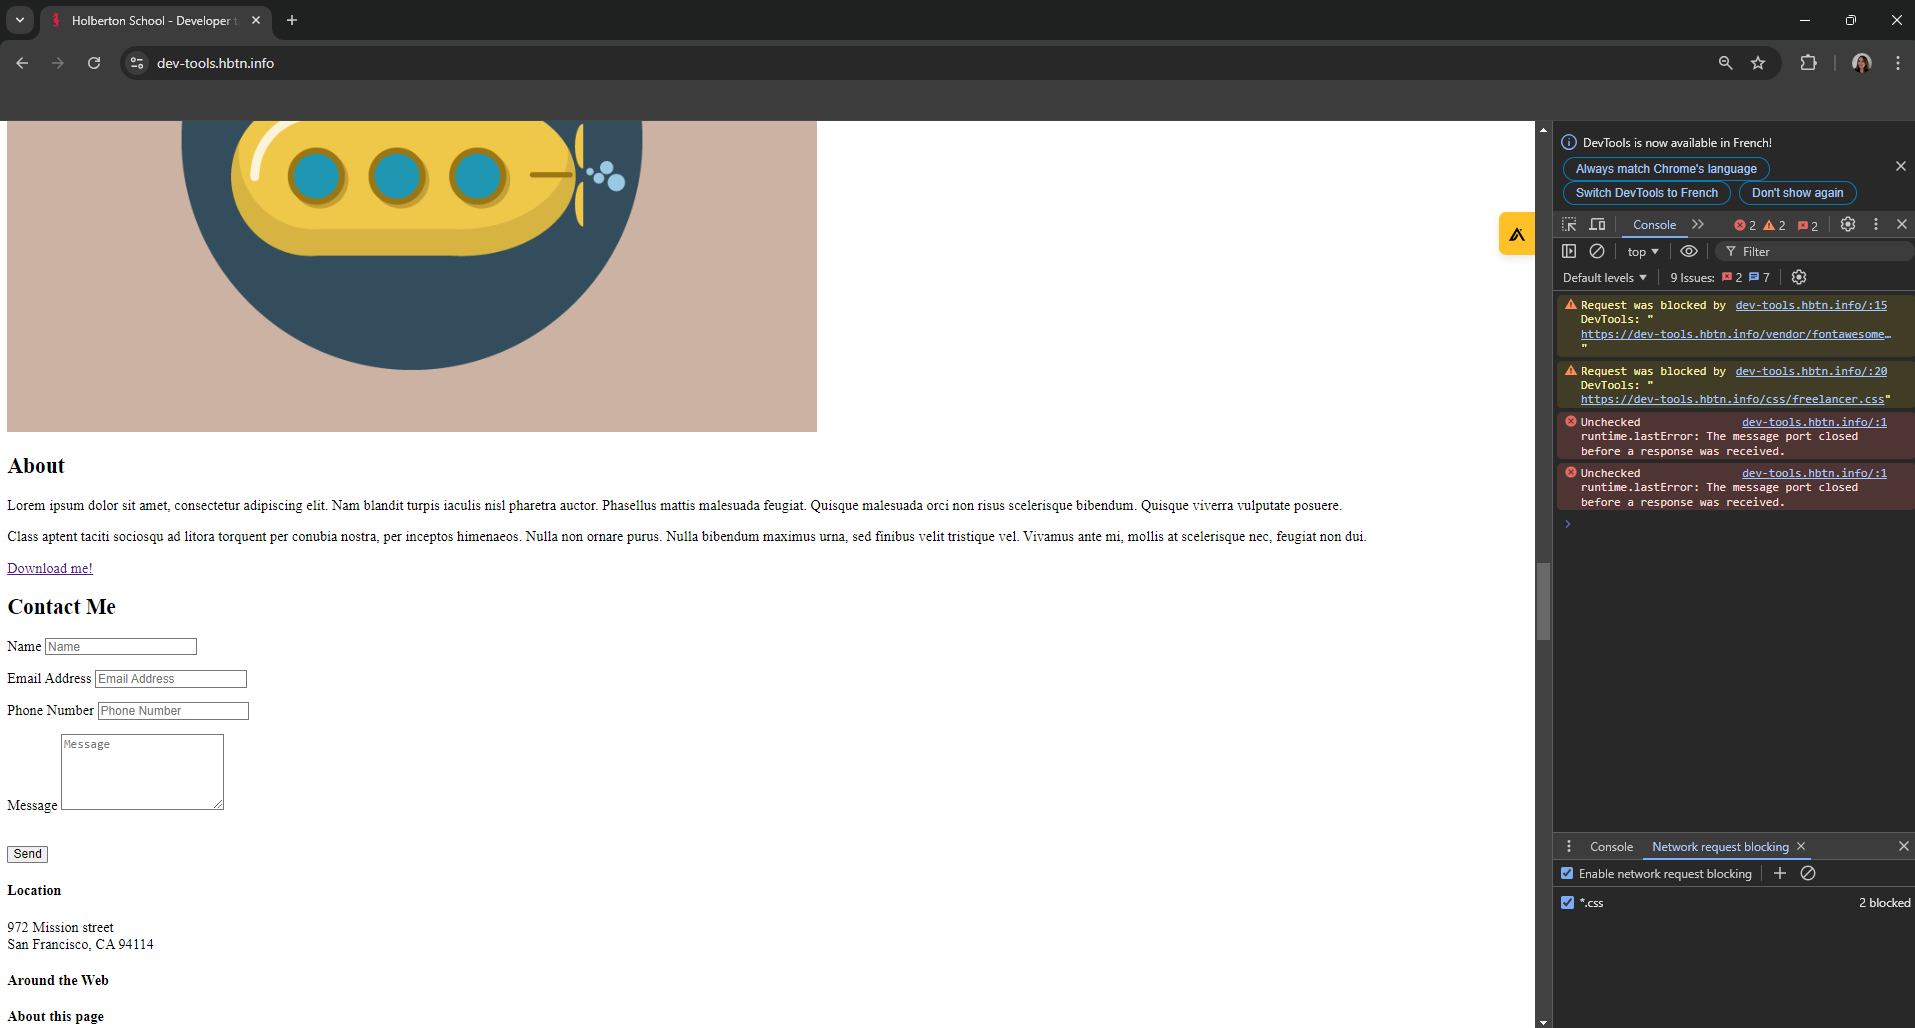 Holberton School - Developer t
dev-tools.hbtn.info
DevTools is now available in French!
Always match Chrome's language
Switch DevTools to French
Don't show again
Console
2
2
2
top
Filter
Default levels
9 Issues:
2
7
Request was blocked by dev-tools.hbtn.info/:15
DevTools: "
https://dev-tools.hbtn.info/vendor/fontawesome…
"
Request was blocked by dev-tools.hbtn.info/:20
DevTools: "
https://dev-tools.hbtn.info/css/freelancer.css"
Unchecked dev-tools.hbtn.info/:1
runtime.lastError: The message port closed
before a response was received.
Unchecked dev-tools.hbtn.info/:1
runtime.lastError: The message port closed
before a response was received.
About
Lorem ipsum dolor sit amet, consectetur adipiscing elit. Nam blandit turpis iaculis nisl pharetra auctor. Phasellus mattis malesuada feugiat. Quisque malesuada orci non risus scelerisque bibendum. Quisque viverra vulputate posuere.
Class aptent taciti sociosqu ad litora torquent per conubia nostra, per inceptos himenaeos. Nulla non ornare purus. Nulla bibendum maximus urna, sed finibus velit tristique vel. Vivamus ante mi, mollis at scelerisque nec, feugiat non dui.
Download me!
Contact Me
Name Name
Email Address Email Address
Phone Number Phone Number
Message
Message
Send
Location
972 Mission street
San Francisco, CA 94114
Around the Web
About this page
Console
Network request blocking
Enable network request blocking
*.css
2 blocked